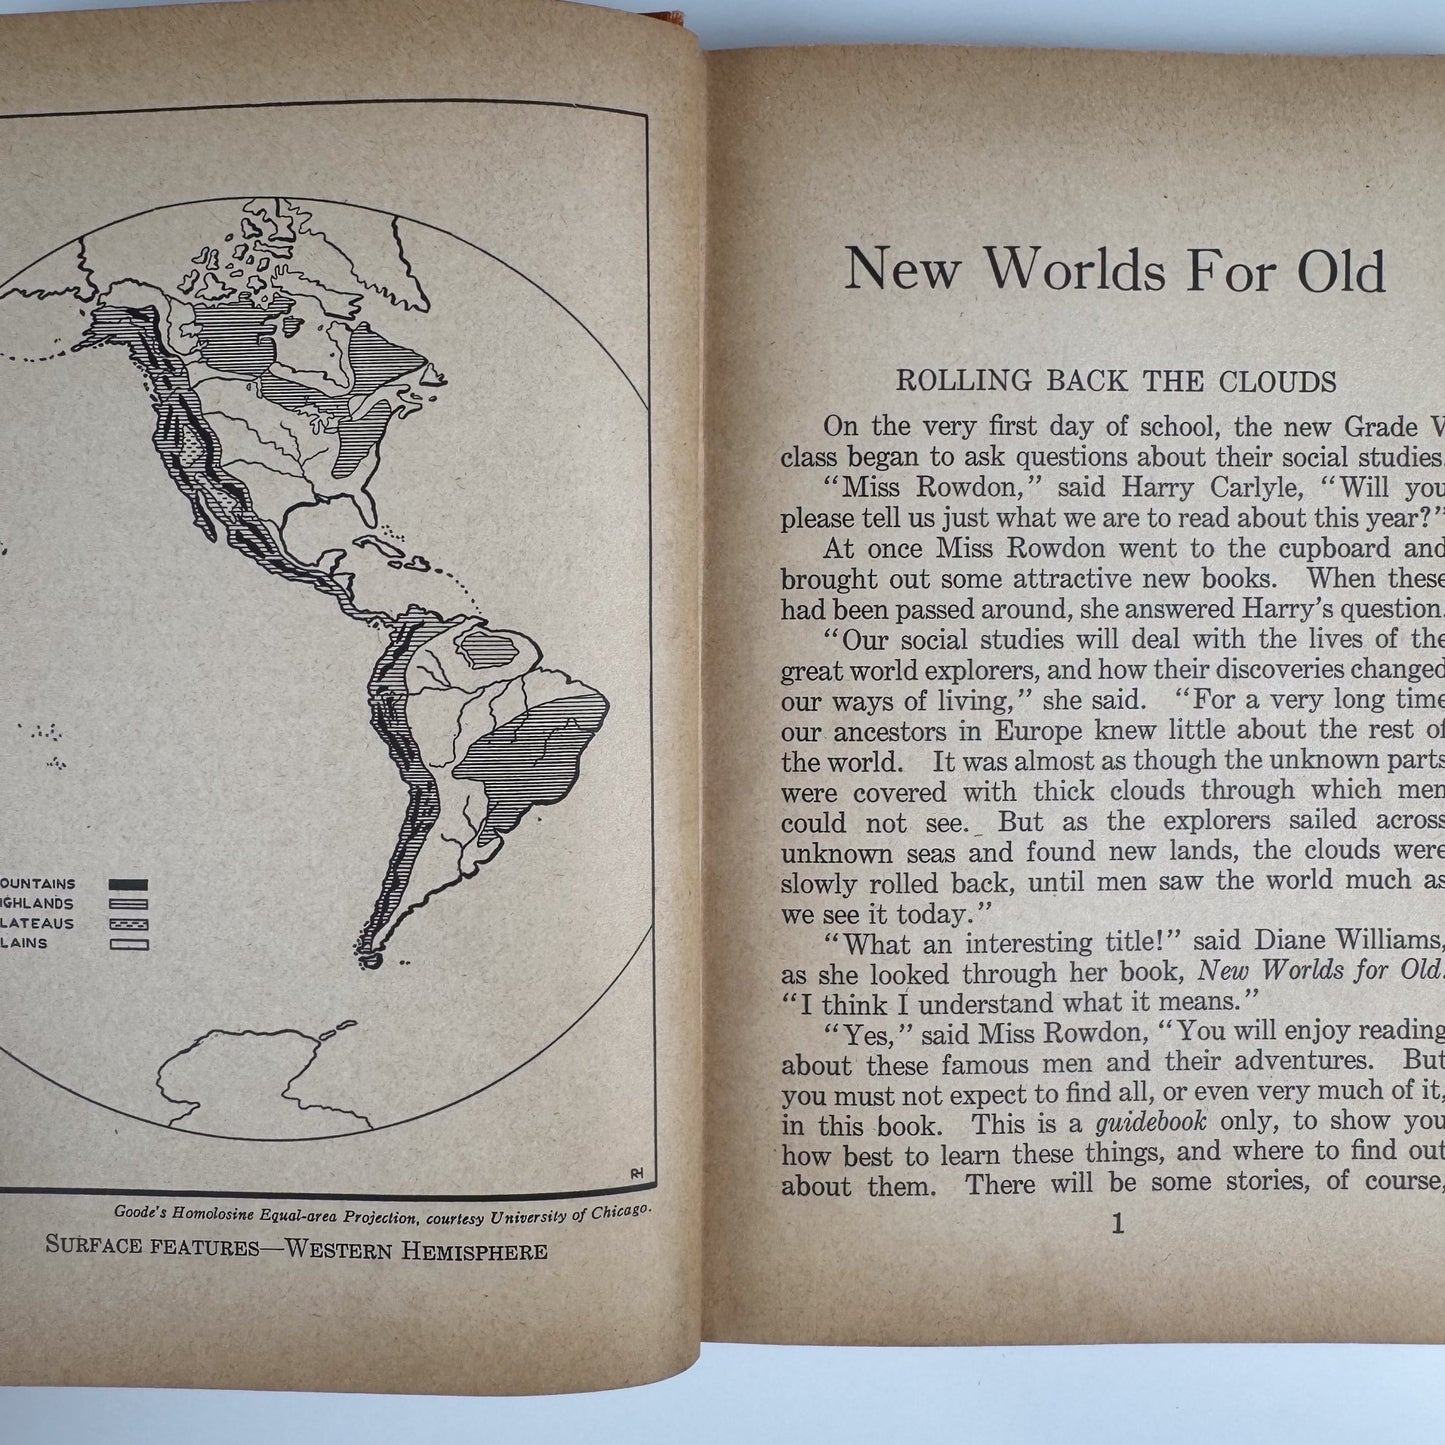 OUNTAINS
IGHLANDS
LATEAUS
LAINS
RH
Goode's Homolosine Equal-area Projection, courtesy University of Chicago.
SURFACE FEATURES—WESTERN HEMISPHERE
New Worlds For Old
ROLLING BACK THE CLOUDS
On the very first day of school, the new Grade V
class began to ask questions about their social studies.
“Miss Rowdon,” said Harry Carlyle, “Will you
please tell us just what we are to read about this year?”
At once Miss Rowdon went to the cupboard and
brought out some attractive new books. When these
had been passed around, she answered Harry's question.
“Our social studies will deal with the lives of the
great world explorers, and how their discoveries changed
our ways of living,” she said. “For a very long time
our ancestors in Europe knew little about the rest of
the world. It was almost as though the unknown parts
were covered with thick clouds through which men
could not see. But as the explorers sailed across
unknown seas and found new lands, the clouds were
slowly rolled back, until men saw the world much as
we see it today.”
“What an interesting title!” said Diane Williams,
as she looked through her book, New Worlds for Old.
“I think I understand what it means.”
“Yes,” said Miss Rowdon, “You will enjoy reading
about these famous men and their adventures. But
you must not expect to find all, or even very much of it,
in this book. This is a guidebook only, to show you
how best to learn these things, and where to find out
about them. There will be some stories, of course,
1